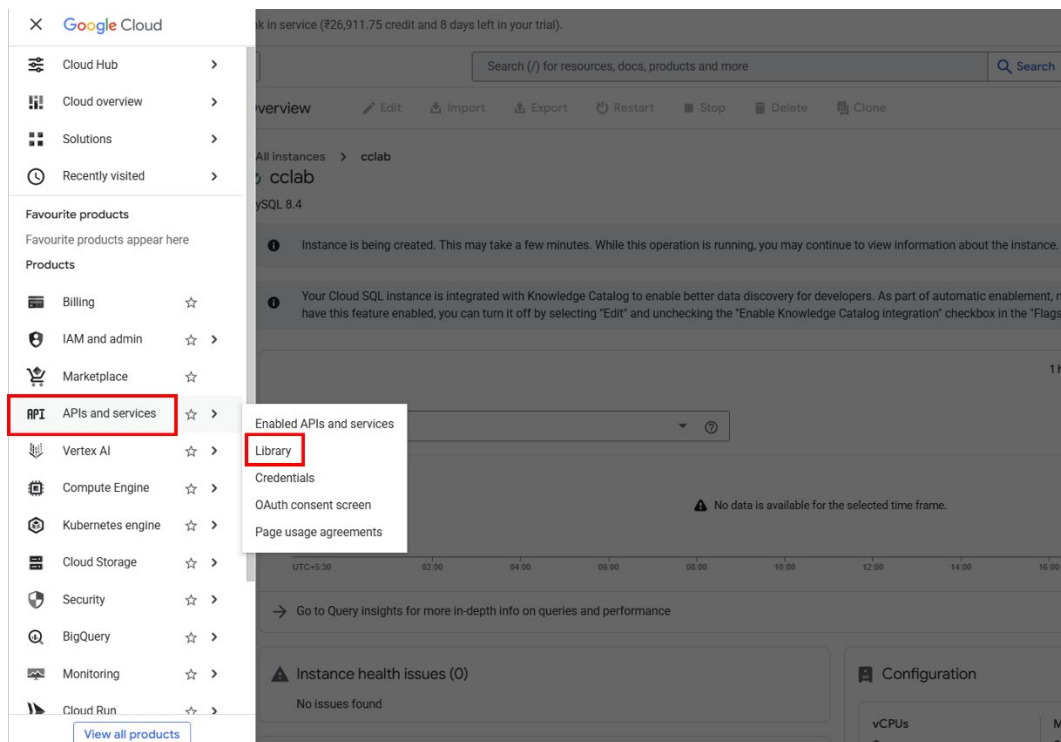 Google Cloud
Cloud Hub
Cloud overview
Solutions
Recently visited
Favourite products
Favourite products appear here
Products
Billing
IAM and admin
Marketplace
API APIs and services
Vertex AI
Compute Engine
Kubernetes engine
Cloud Storage
Security
BigQuery
Monitoring
Cloud Run
View all products
Enabled APIs and services
Library
Credentials
OAuth consent screen
Page usage agreements
in service (₹26,911.75 credit and 8 days left in your trial).
Search (/) for resources, docs, products and more Search
Edit Import Export Restart Stop Delete Clone
All instances > cclab
cclab
8.4
Instance is being created. This may take a few minutes. While this operation is running, you may continue to view information about the instance.
Your Cloud SQL instance is integrated with Knowledge Catalog to enable better data discovery for developers. As part of automatic enablement,
have this feature enabled, you can turn it off by selecting "Edit" and unchecking the "Enable Knowledge Catalog integration" checkbox in the "Flags
1
No data is available for the selected time frame.
UTC+5:30 02:00 04:00 06:00 08:00 10:00 12:00 14:00 16:00
Go to Query insights for more in-depth info on queries and performance
Instance health issues (0)
No issues found
Configuration
vCPUs